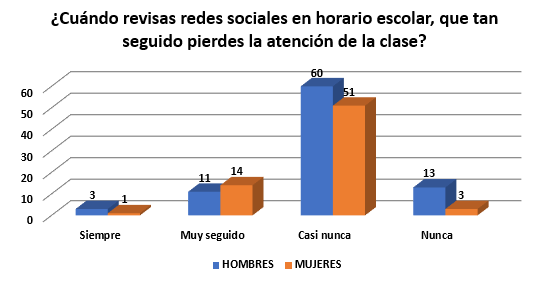 ¿Cuándo revisas redes sociales en horario escolar, que tan
seguido pierdes la atención de la clase?
60
50
40
30
20
10
0
3
1
11
14
60
51
13
3
Siempre
Muy seguido
Casi nunca
Nunca
HOMBRES
MUJERES